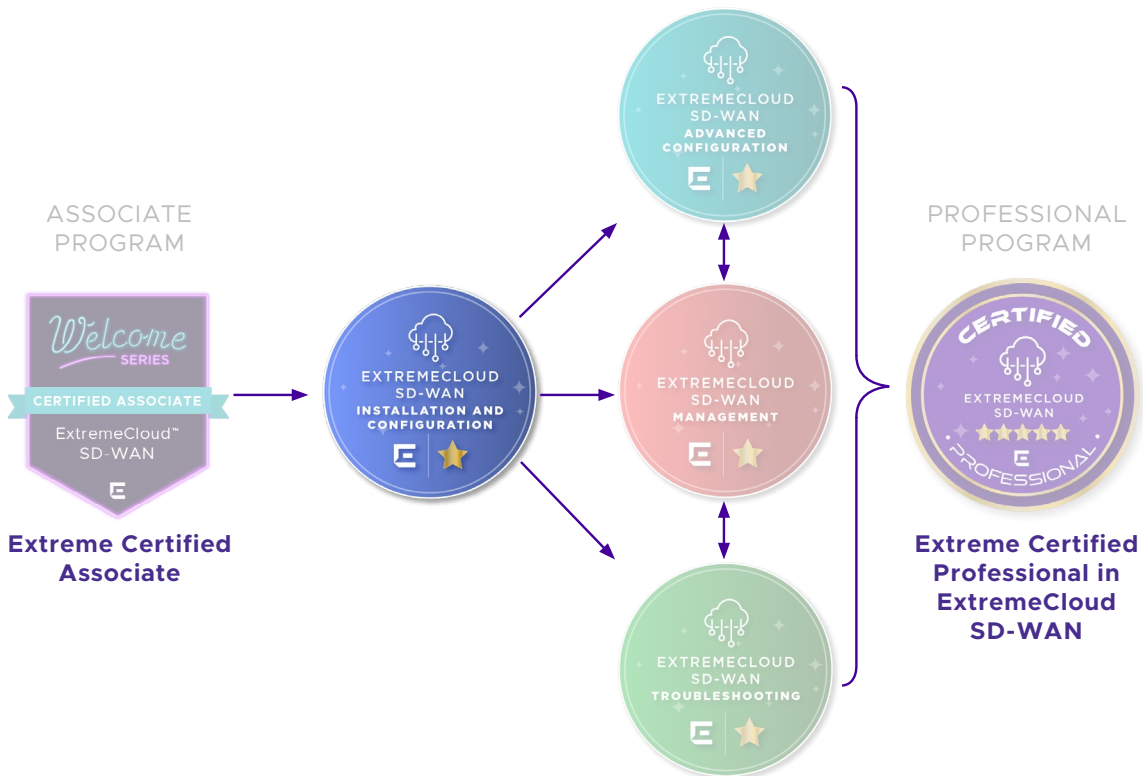 ASSOCIATE
PROGRAM
Welcome
SERIES
CERTIFIED ASSOCIATE
ExtremeCloud™
SD-WAN
Extreme Certified
Associate
EXTREMECLOUD
SD-WAN
INSTALLATION AND
CONFIGURATION
EXTREMECLOUD
SD-WAN
ADVANCED
CONFIGURATION
EXTREMECLOUD
SD-WAN
MANAGEMENT
EXTREMECLOUD
SD-WAN
TROUBLESHOOTING
PROFESSIONAL
PROGRAM
CERTIFIED
EXTREMECLOUD
SD-WAN
PROFESSIONAL
Extreme Certified
Professional in
ExtremeCloud
SD-WAN